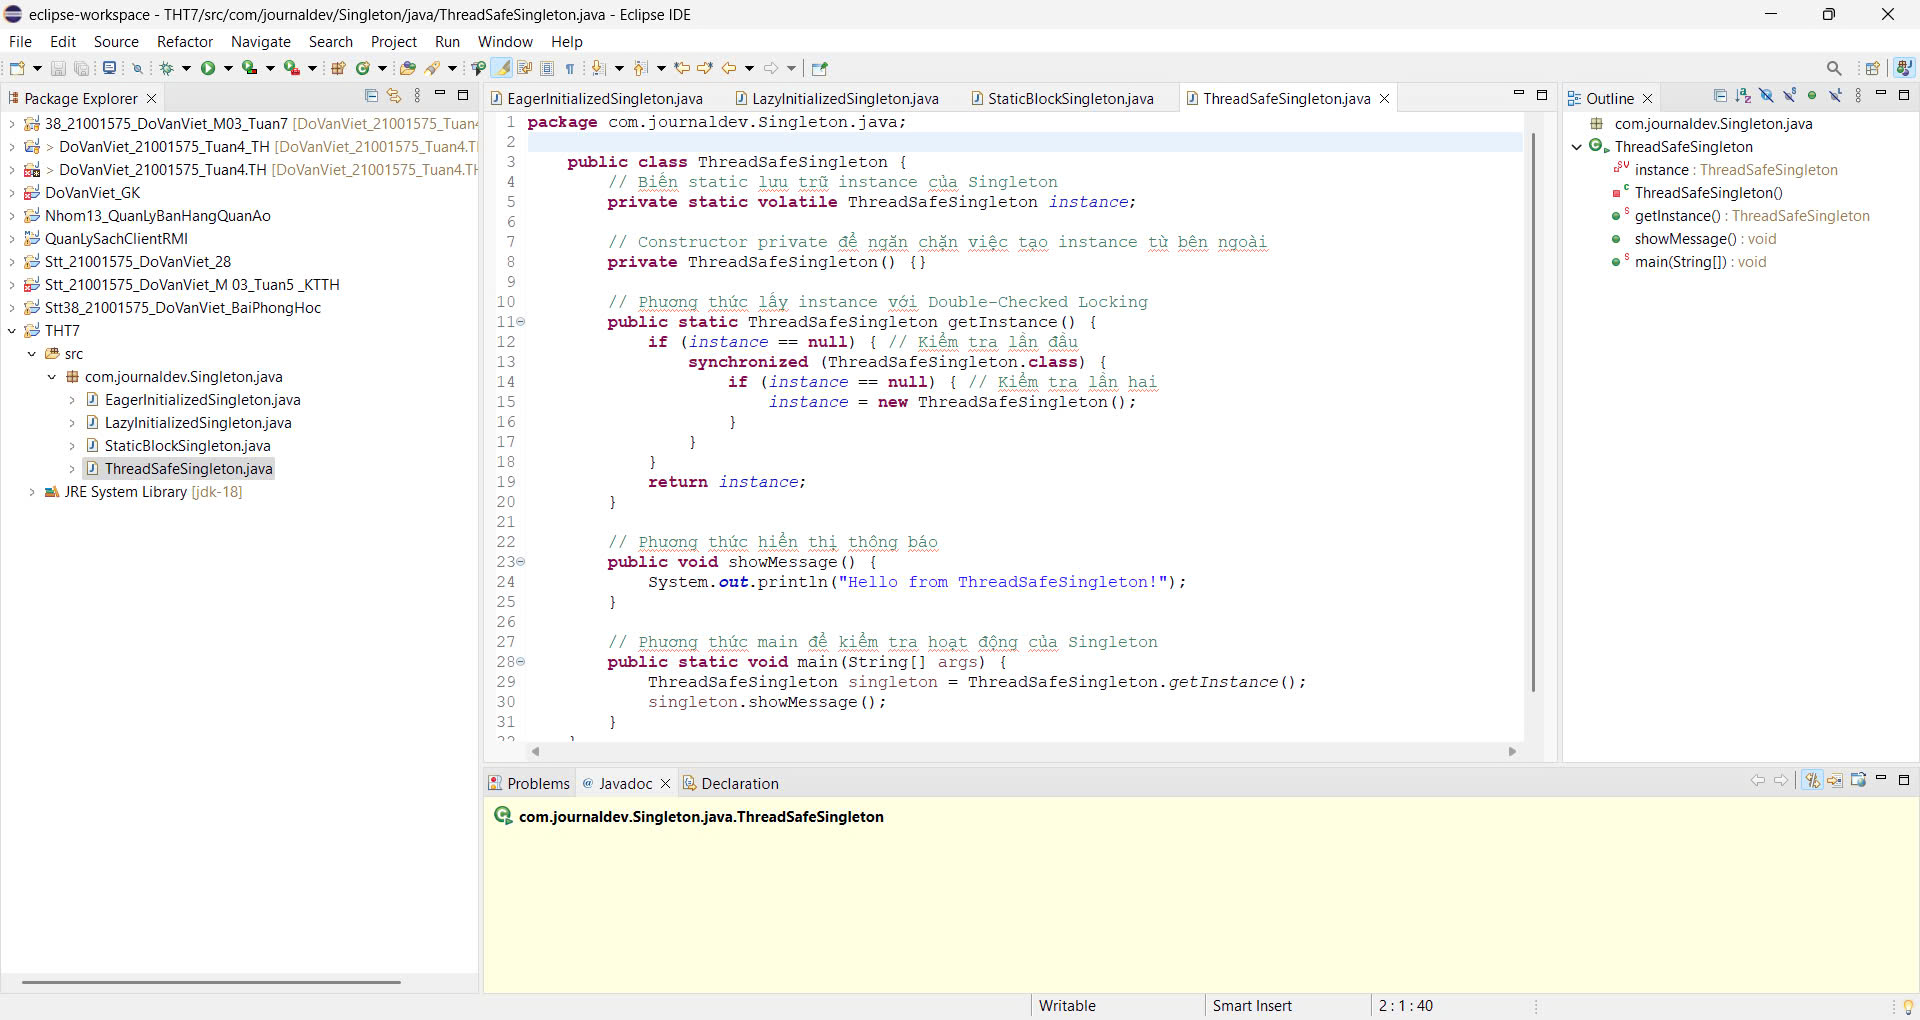 eclipse-workspace - THT7/src/com/journaldev/Singleton/java/ThreadSafeSingleton.java - Eclipse IDE
File Edit Source Refactor Navigate Search Project Run Window Help
Package Explorer
38_21001575_DoVanViet_M03_Tuan7 [DoVanViet_21001575_Tuan4
> DoVanViet_21001575_Tuan4_TH [DoVanViet_21001575_Tuan4.T
> DoVanViet_21001575_Tuan4.TH [DoVanViet_21001575_Tuan4.TH
DoVanViet_GK
Nhom13_QuanLyBanHangQuanAo
QuanLySachClientRMI
Stt_21001575_DoVanViet_28
Stt_21001575_DoVanViet_M 03_Tuan5 _KTTH
Stt38_21001575_DoVanViet_BaiPhongHoc
THT7
src
com.journaldev.Singleton.java
EagerInitializedSingleton.java
LazyInitializedSingleton.java
StaticBlockSingleton.java
ThreadSafeSingleton.java
JRE System Library [jdk-18]
EagerInitializedSingleton.java LazyInitializedSingleton.java StaticBlockSingleton.java ThreadSafeSingleton.java
1 package com.journaldev.Singleton.java;
2
3 public class ThreadSafeSingleton {
4 // Biến static lưu trữ instance của Singleton
5 private static volatile ThreadSafeSingleton instance;
6
7 // Constructor private để ngăn chặn việc tạo instance từ bên ngoài
8 private ThreadSafeSingleton() {}
9
10 // Phương thức lấy instance với Double-Checked Locking
11 public static ThreadSafeSingleton getInstance() {
12 if (instance == null) { // Kiểm tra lần đầu
13 synchronized (ThreadSafeSingleton.class) {
14 if (instance == null) { // Kiểm tra lần hai
15 instance = new ThreadSafeSingleton();
16 }
17 }
18 }
19 return instance;
20 }
21
22 // Phương thức hiển thị thông báo
23 public void showMessage() {
24 System.out.println("Hello from ThreadSafeSingleton!");
25 }
26
27 // Phương thức main để kiểm tra hoạt động của Singleton
28 public static void main(String[] args) {
29 ThreadSafeSingleton singleton = ThreadSafeSingleton.getInstance();
30 singleton.showMessage();
31 }
Outline
com.journaldev.Singleton.java
ThreadSafeSingleton
instance : ThreadSafeSingleton
ThreadSafeSingleton()
getInstance() : ThreadSafeSingleton
showMessage() : void
main(String[]) : void
Problems @ Javadoc Declaration
com.journaldev.Singleton.java.ThreadSafeSingleton
Writable Smart Insert 2 : 1 : 40